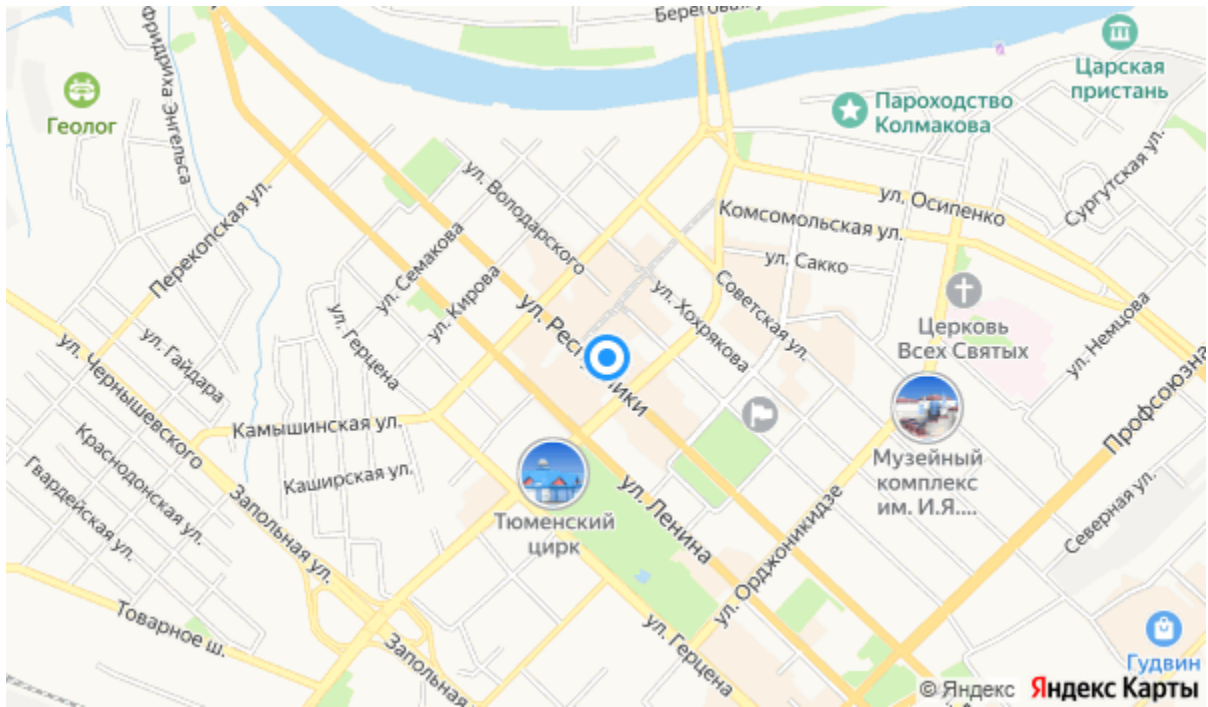 Береговая у
Царская
пристань
Фридриха Энгельса
Геолог
Пароходство
Колмакова
Сургутская ул.
ул. Осипенко
Перекопская ул.
ул. Володарского
Комсомольская ул.
ул. Семакова
ул. Сакко
ул. Кирова
ул. Герцена
ул. Республики
ул. Хохрякова
Советская ул.
Церковь
Всех Святых
ул. Немцова
ул. Гайдара
ул. Чернышевского
Профсоюзна
Камышинская ул.
Краснодонская ул.
Каширская ул.
Гвардейская ул.
Запольная ул.
Музейный
комплекс
им. И.Я....
Тюменский
цирк
ул. Ленина
Северная ул.
ул. Орджоникидзе
Товарное ш.
Запольная
ул. Герцена
Гудвин
© Яндекс Яндекс Карты